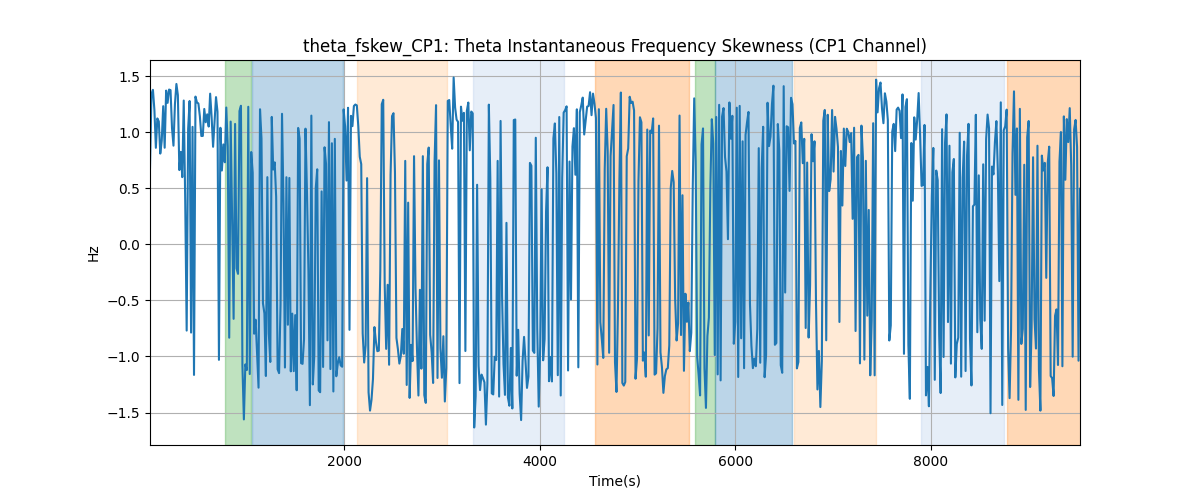 theta_fskew_CP1: Theta Instantaneous Frequency Skewness (CP1 Channel)
1.5
1.0
0.5
0.0
−0.5
−1.0
−1.5
Hz
2000 4000 6000 8000
Time(s)